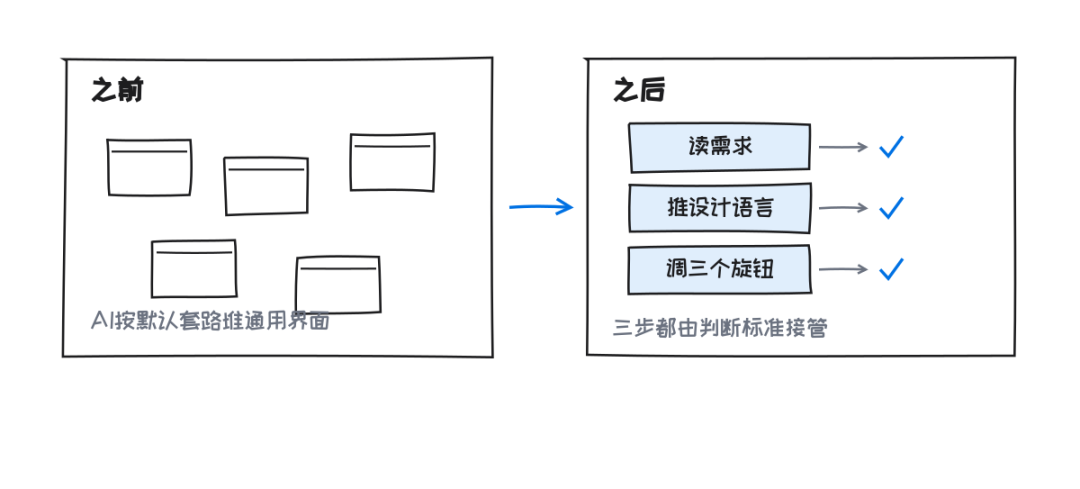 之前
AI按默认套路堆通用界面
之后
读需求
推设计语言
调三个旋钮
三步都由判断标准接管